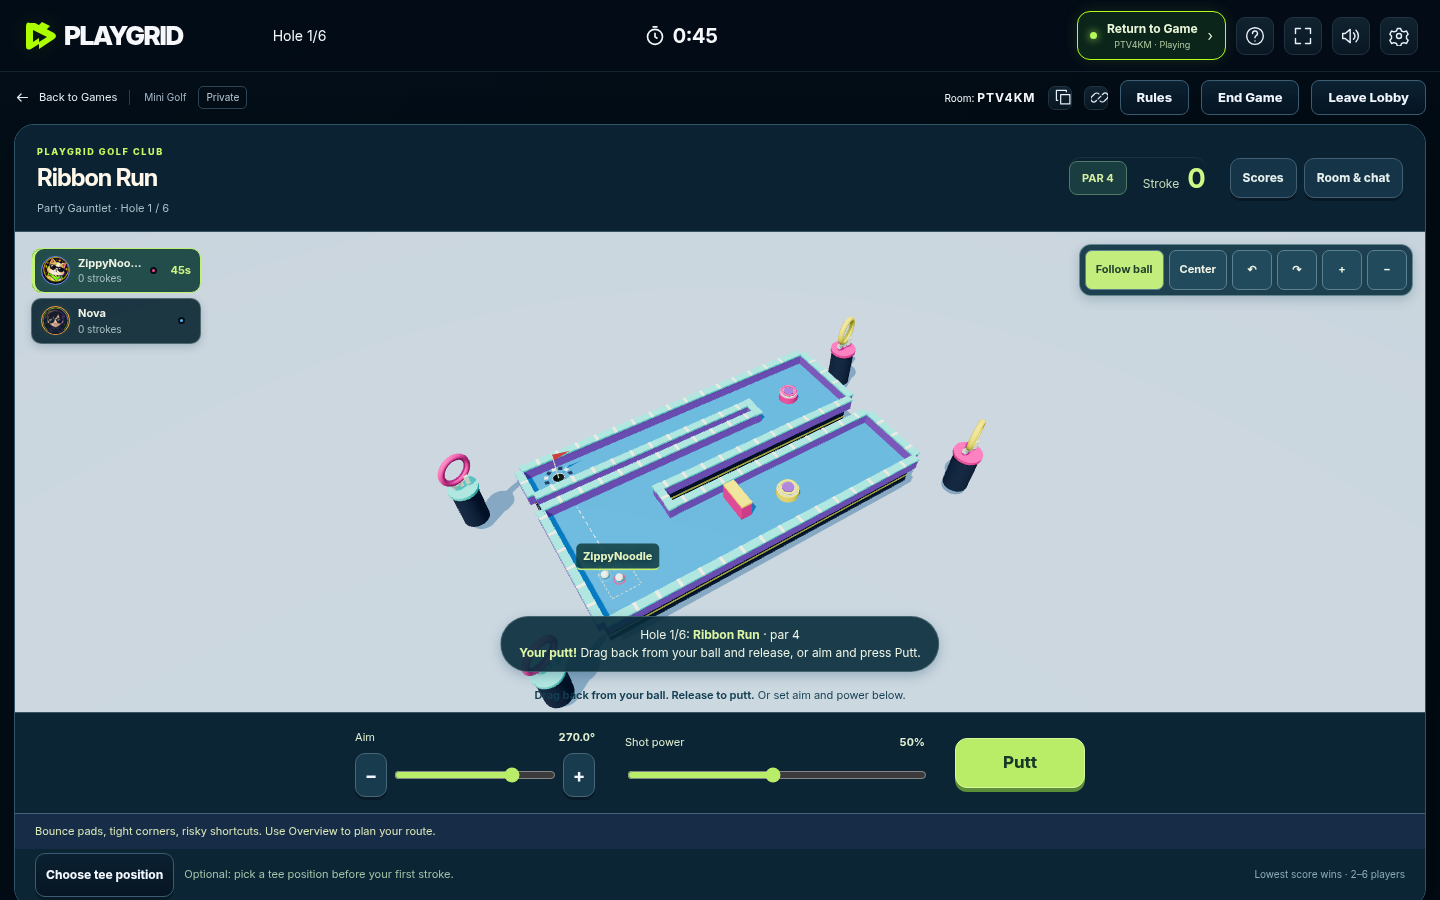 PLAYGRID
Hole 1/6
0:45
Return to Game
PTV4KM · Playing
Back to Games
Mini Golf
Private
Room: PTV4KM
Rules
End Game
Leave Lobby
PLAYGRID GOLF CLUB
Ribbon Run
Party Gauntlet · Hole 1 / 6
PAR 4
Stroke 0
Scores
Room & chat
ZippyNoo...
0 strokes
45s
Nova
0 strokes
Follow ball
Center
↶
↷
+
−
ZippyNoodle
Hole 1/6: Ribbon Run · par 4
Your putt! Drag back from your ball and release, or aim and press Putt.
Drag back from your ball. Release to putt. Or set aim and power below.
Aim
270.0°
−
+
Shot power
50%
Putt
Bounce pads, tight corners, risky shortcuts. Use Overview to plan your route.
Choose tee position
Optional: pick a tee position before your first stroke.
Lowest score wins · 2–6 players